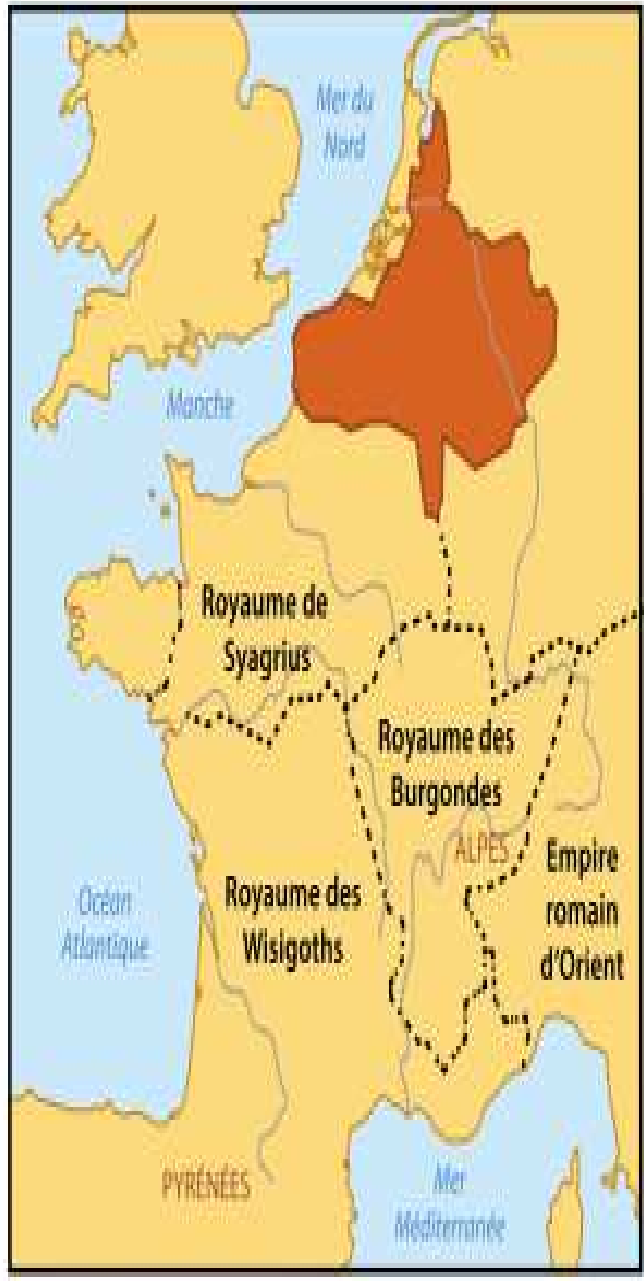 Mer du
Nord
Manche
Royaume de
Syagrius
Royaume des
Burgondes
ALPES
Empire
romain
d'Orient
Royaume des
Wisigoths
Océan
Atlantique
PYRÉNÉES
Mer
Méditerranée